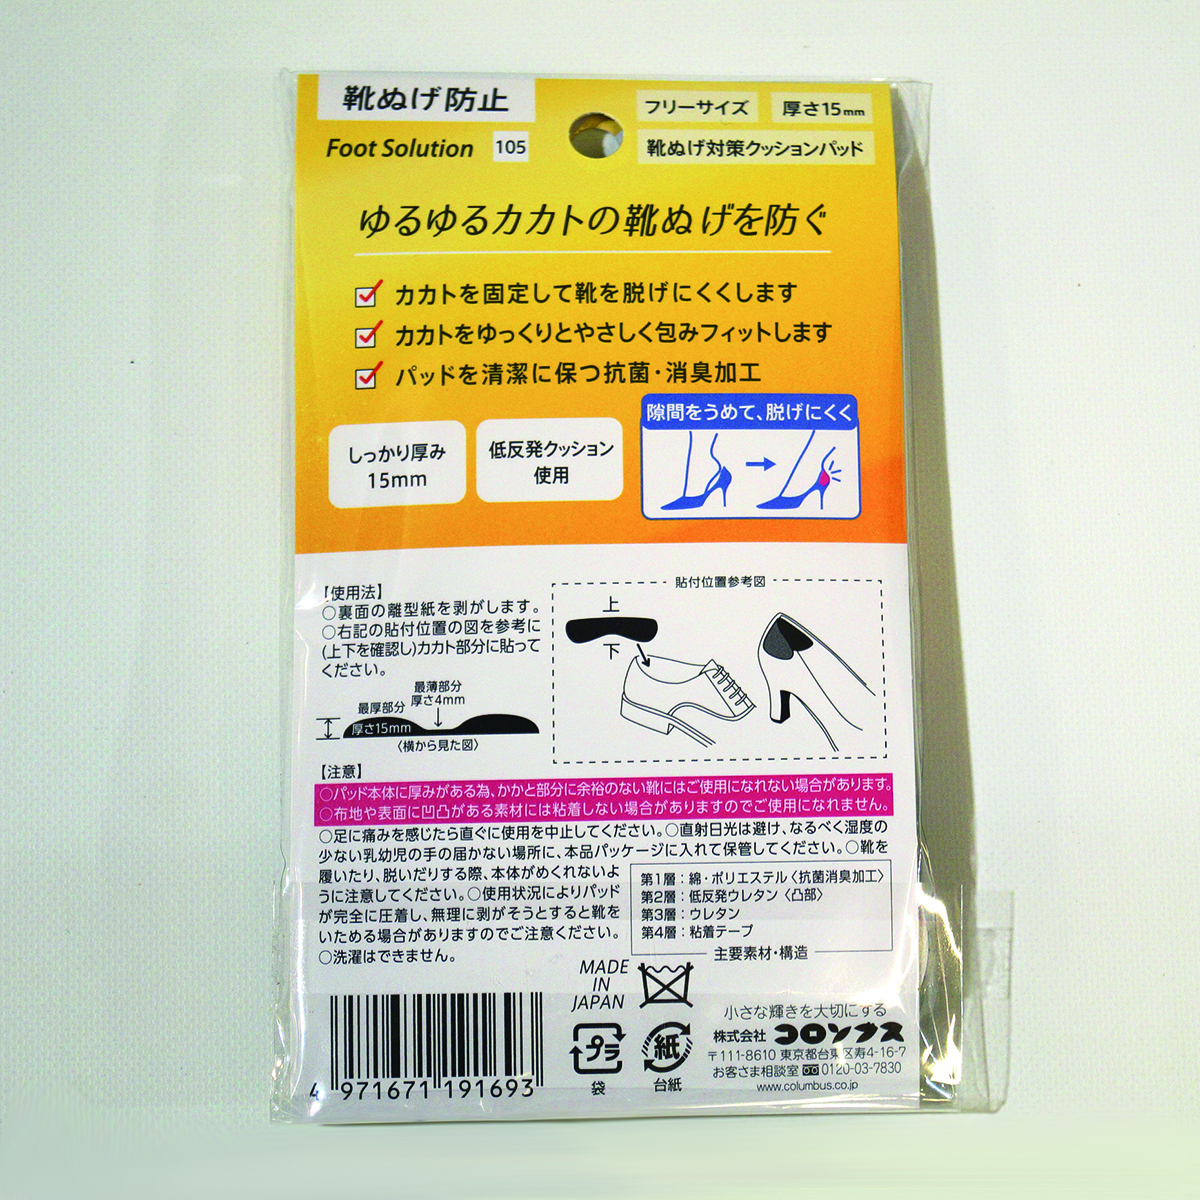 靴ぬげ防止
フリーサイズ
厚さ15mm
Foot Solution 105
靴ぬげ対策クッションパッド
ゆるゆるカカトの靴ぬげを防ぐ
カカトを固定して靴を脱げにくくします
カカトをゆっくりとやさしく包みフィットします
パッドを清潔に保つ抗菌・消臭加工
しっかり厚み
15mm
低反発クッション
使用
隙間をうめて、脱げにくく
【使用法】
○裏面の離型紙を剥がします。
○右記の貼付位置の図を参考に
(上下を確認し)カカト部分に貼って
ください。
最薄部分
厚さ4mm
最厚部分
厚さ15mm
〈横から見た図〉
貼付位置参考図
上
下
【注意】
○パッド本体に厚みがある為、かかと部分に余裕のない靴にはご使用になれない場合があります。
○布地や表面に凹凸がある素材には粘着しない場合がありますのでご使用になれません。
○足に痛みを感じたら直ぐに使用を中止してください。○直射日光は避け、なるべく湿度の
少ない乳幼児の手の届かない場所に、本品パッケージに入れて保管してください。○靴を
履いたり、脱いだりする際、本体がめくれないよ
うに注意してください。○使用状況によりパッド
が完全に圧着し、無理に剥がそうとすると靴を
いためる場合がありますのでご注意ください。
○洗濯はできません。
第1層：綿・ポリエステル〈抗菌消臭加工〉
第2層：低反発ウレタン〈凸部〉
第3層：ウレタン
第4層：粘着テープ
主要素材・構造
MADE
IN
JAPAN
プラ
袋
紙
台紙
小さな輝きを大切にする
株式会社 コロンブス
〒111-8610 東京都台東区寿4-16-7
お客さま相談室 0120-03-7830
www.columbus.co.jp
4 971671 191693